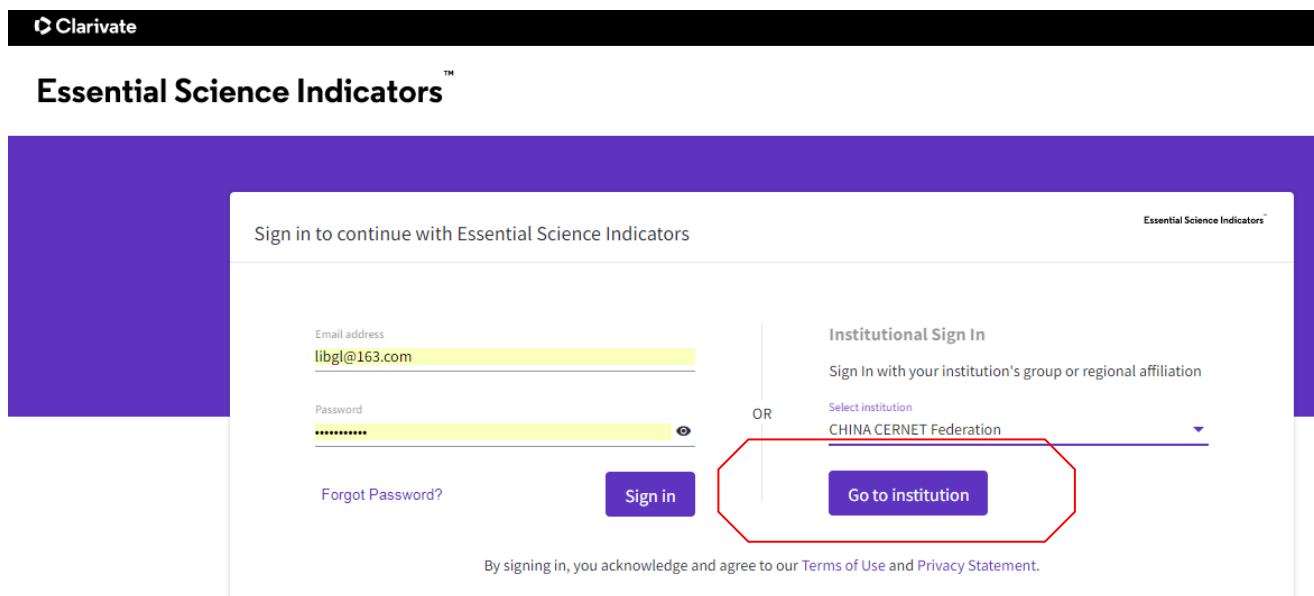 Clarivate
Essential Science Indicators™
Sign in to continue with Essential Science Indicators
Essential Science Indicators™
Email address
libgl@163.com
Password
•••••••••••
Forgot Password?
Sign in
OR
Institutional Sign In
Sign In with your institution's group or regional affiliation
Select institution
CHINA CERNET Federation
Go to institution
By signing in, you acknowledge and agree to our Terms of Use and Privacy Statement.